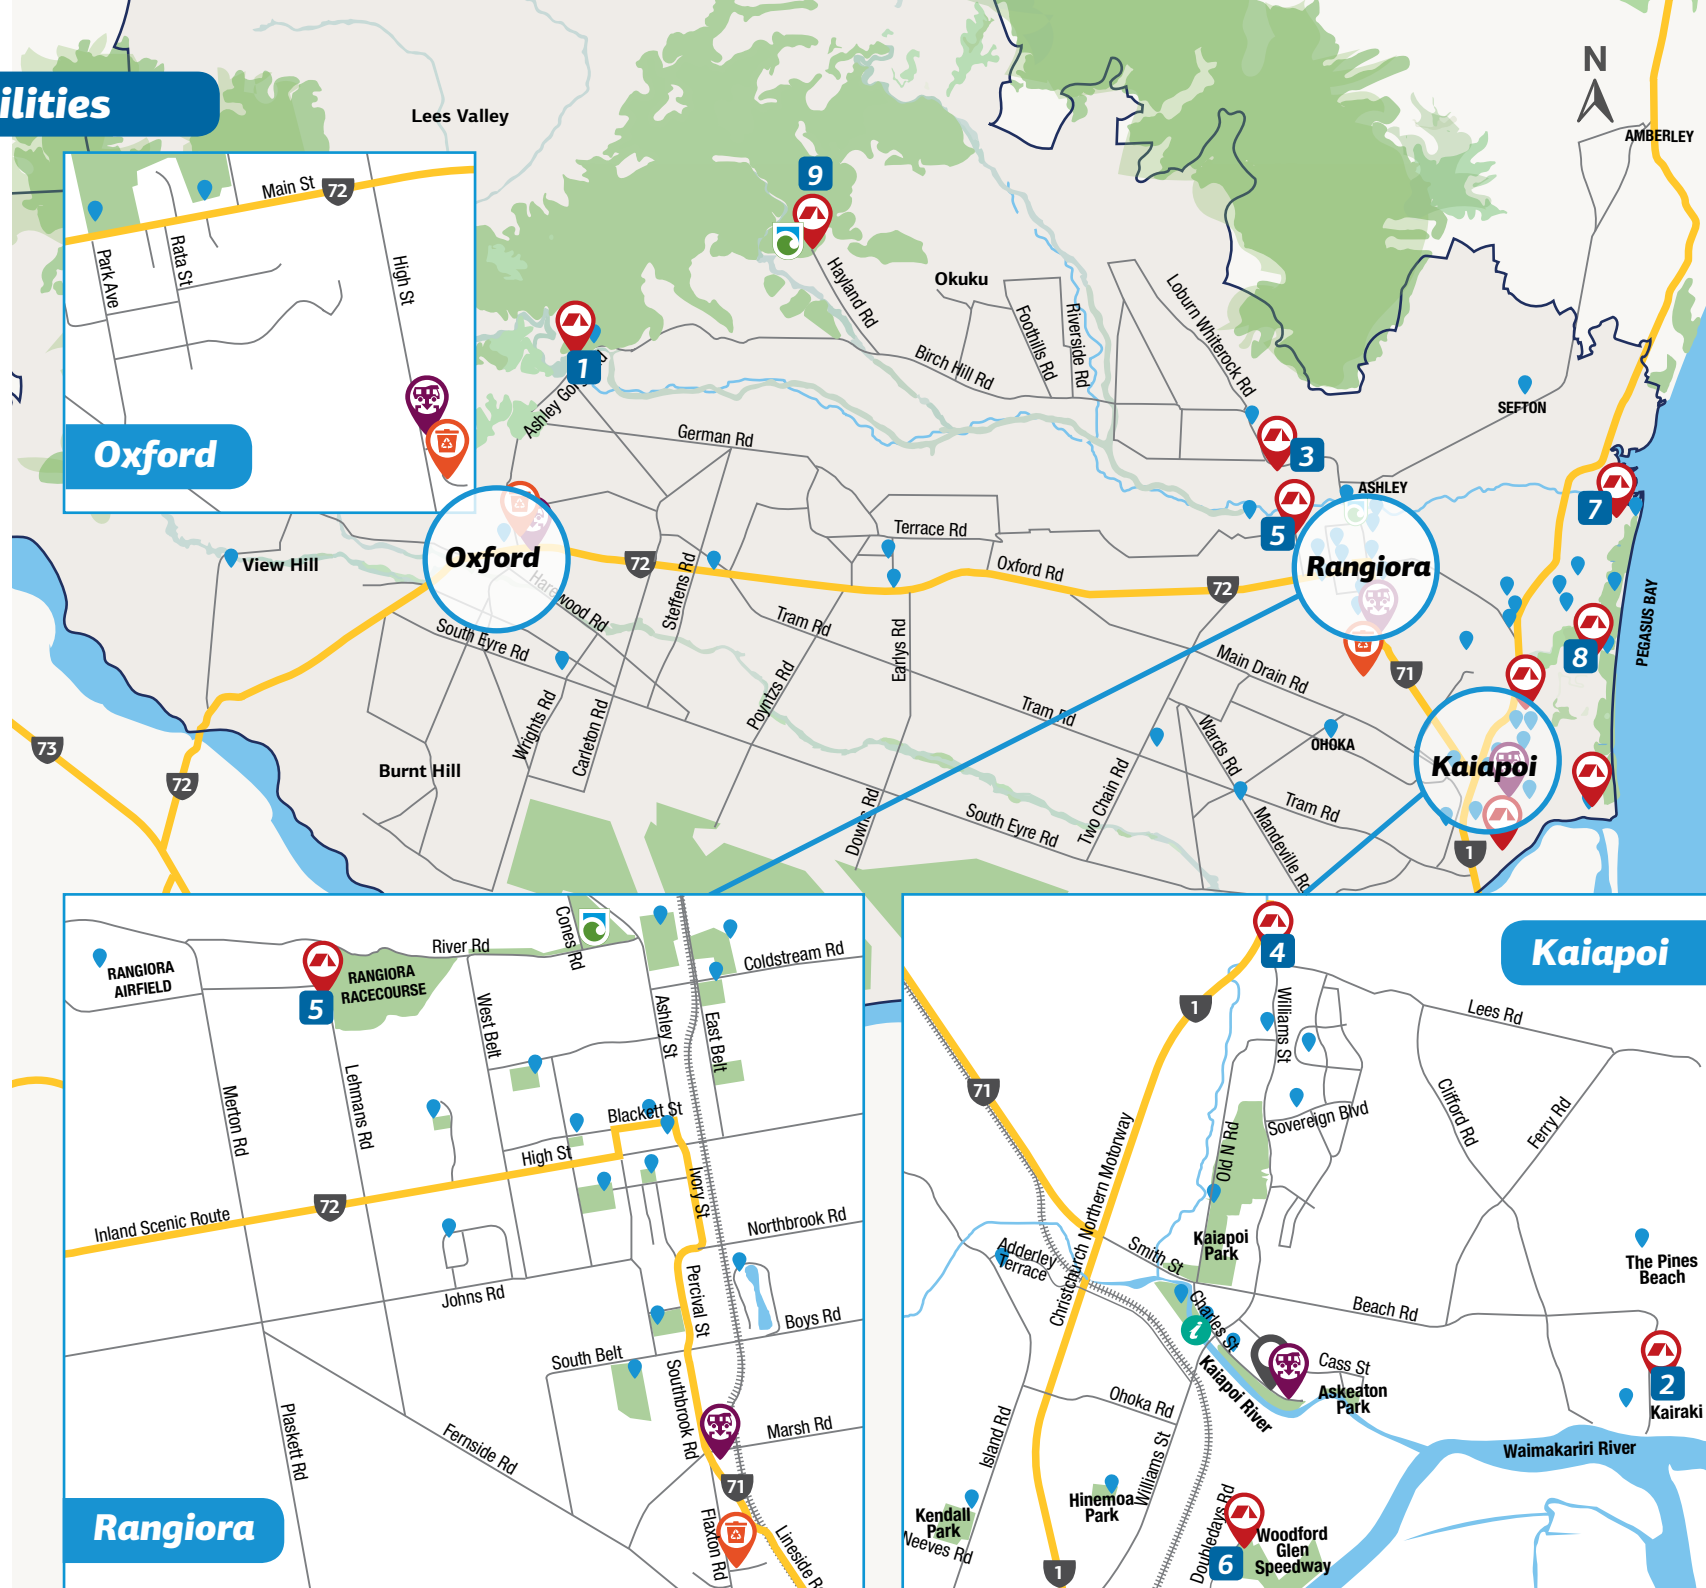 ilities
N
Lees Valley
AMBERLEY
9
Main St
72
Park Ave
Rata St
High St
Oxford
Hayland Rd
Okuku
Foothills Rd
Riverside Rd
Loburn Whiterock Rd
Birch Hill Rd
1
SEFTON
German Rd
3
ASHLEY
7
5
Terrace Rd
View Hill
Oxford
72
Oxford Rd
72
Rangiora
Steffens Rd
Harewood Rd
South Eyre Rd
Tram Rd
Earlys Rd
PEGASUS BAY
8
Main Drain Rd
71
Poyntzs Rd
Wrights Rd
Carleton Rd
Tram Rd
Wards Rd
OHOKA
73
72
Burnt Hill
Kaiapoi
Two Chain Rd
Tram Rd
South Eyre Rd
Mandeville Rd
1
RANGIORA
AIRFIELD
5
RANGIORA
RACECOURSE
River Rd
Cones Rd
Coldstream Rd
West Belt
Ashley St
East Belt
Merton Rd
Lehmans Rd
Blackett St
High St
Ivory St
72
Inland Scenic Route
Northbrook Rd
Johns Rd
Percival St
Boys Rd
South Belt
Southbrook Rd
Plaskett Rd
Fernside Rd
Marsh Rd
71
Flaxton Rd
Rangiora
4
Kaiapoi
1
Williams St
Lees Rd
71
Clifford Rd
Ferry Rd
Sovereign Blvd
Old N Rd
Christchurch Northern Motorway
Kaiapoi
Park
Smith St
Adderley
Terrace
The Pines
Beach
Charles St
i
Beach Rd
Cass St
Kaiapoi River
Askeaton
Park
2
Kairaki
Ohoka Rd
Island Rd
Williams St
Waimakariri River
Hinemoa
Park
Kendall
Park
Neeves Rd
Doubledays Rd
Woodford
Glen
Speedway
6
1